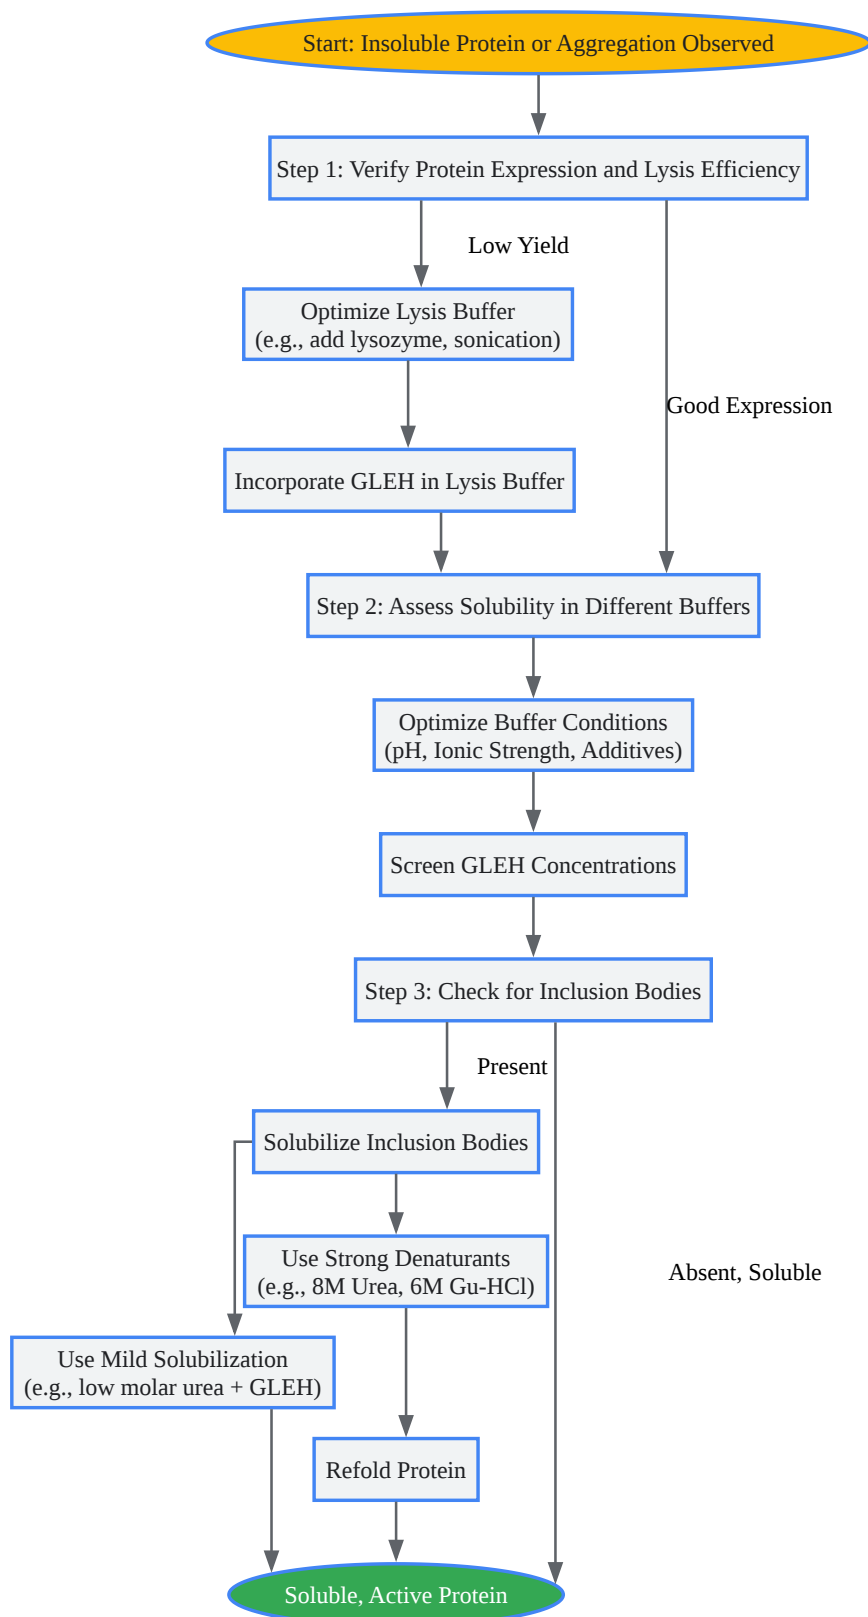 Start: Insoluble Protein or Aggregation Observed
Step 1: Verify Protein Expression and Lysis Efficiency
Low Yield
Optimize Lysis Buffer
(e.g., add lysozyme, sonication)
Good Expression
Incorporate GLEH in Lysis Buffer
Step 2: Assess Solubility in Different Buffers
Optimize Buffer Conditions
(pH, Ionic Strength, Additives)
Screen GLEH Concentrations
Step 3: Check for Inclusion Bodies
Present
Solubilize Inclusion Bodies
Use Strong Denaturants
(e.g., 8M Urea, 6M Gu-HCl)
Absent, Soluble
Use Mild Solubilization
(e.g., low molar urea + GLEH)
Refold Protein
Soluble, Active Protein